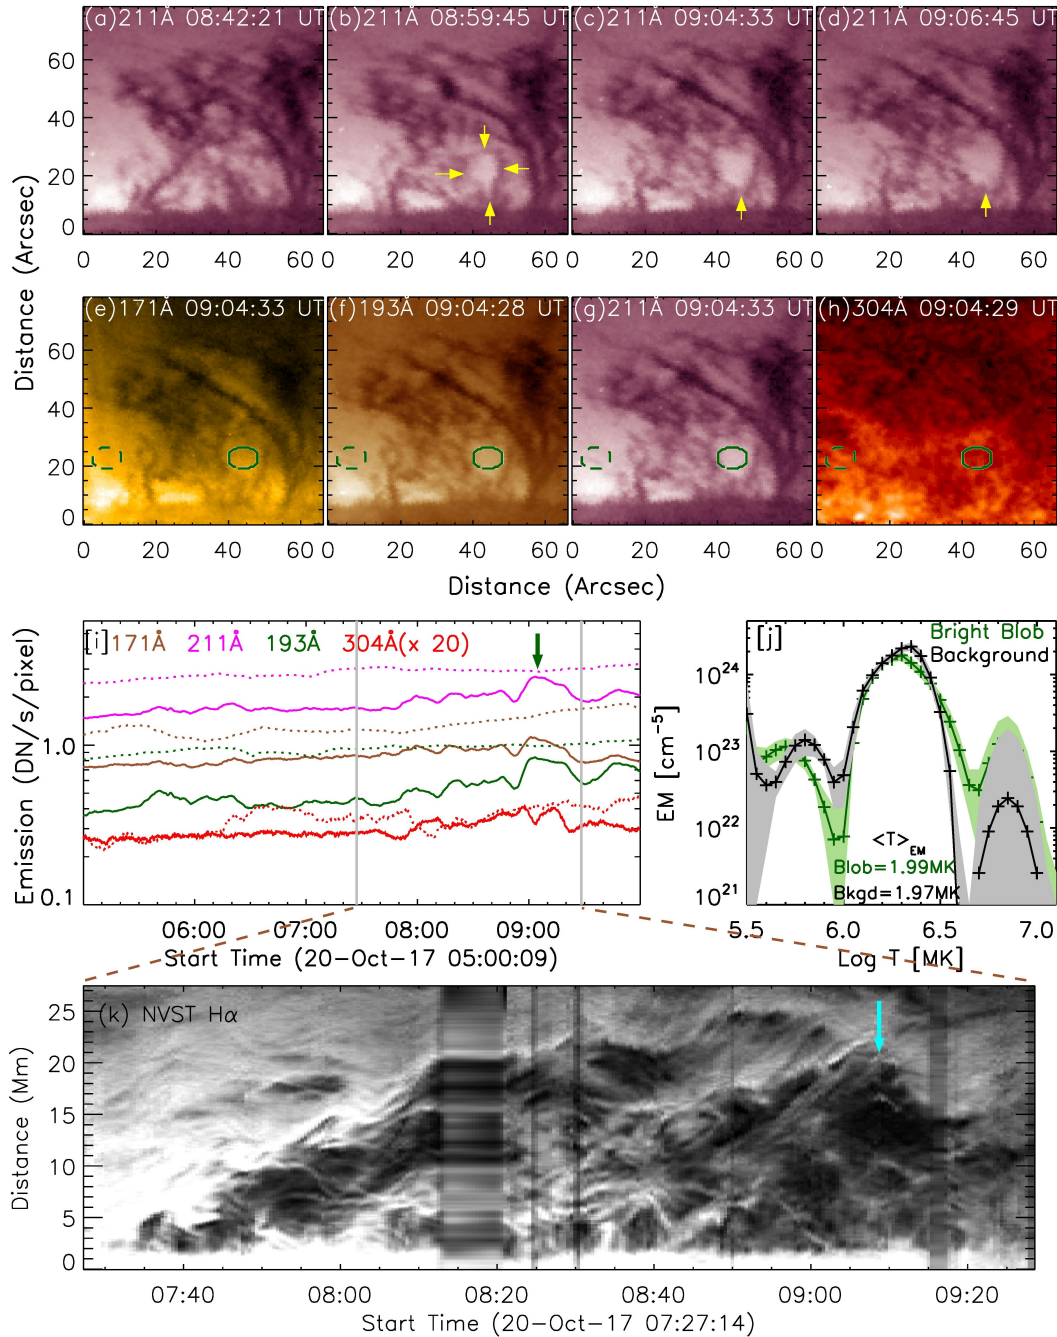 (a)211Å 08:42:21 UT
(b)211Å 08:59:45 UT
(c)211Å 09:04:33 UT
(d)211Å 09:06:45 UT
60
40
20
0
0 20 40 60
0 20 40 60
0 20 40 60
0 20 40 60
Distance (Arcsec)
(e)171Å 09:04:33 UT
(f)193Å 09:04:28 UT
(g)211Å 09:04:33 UT
(h)304Å 09:04:29 UT
60
40
20
0
0 20 40 60
0 20 40 60
0 20 40 60
0 20 40 60
Distance (Arcsec)
[i]171Å 211Å 193Å 304Å(x 20)
Emission (DN/s/pixel)
1.0
0.1
06:00 07:00 08:00 09:00
Start Time (20-Oct-17 05:00:09)
[j]
Bright Blob
Background
EM [cm⁻⁵]
10²⁴
10²³
10²²
10²¹
<T>EM
Blob=1.99MK
Bkgd=1.97MK
5.5 6.0 6.5 7.0
Log T [MK]
(k) NVST Hα
Distance (Mm)
25
20
15
10
5
0
07:40 08:00 08:20 08:40 09:00 09:20
Start Time (20-Oct-17 07:27:14)